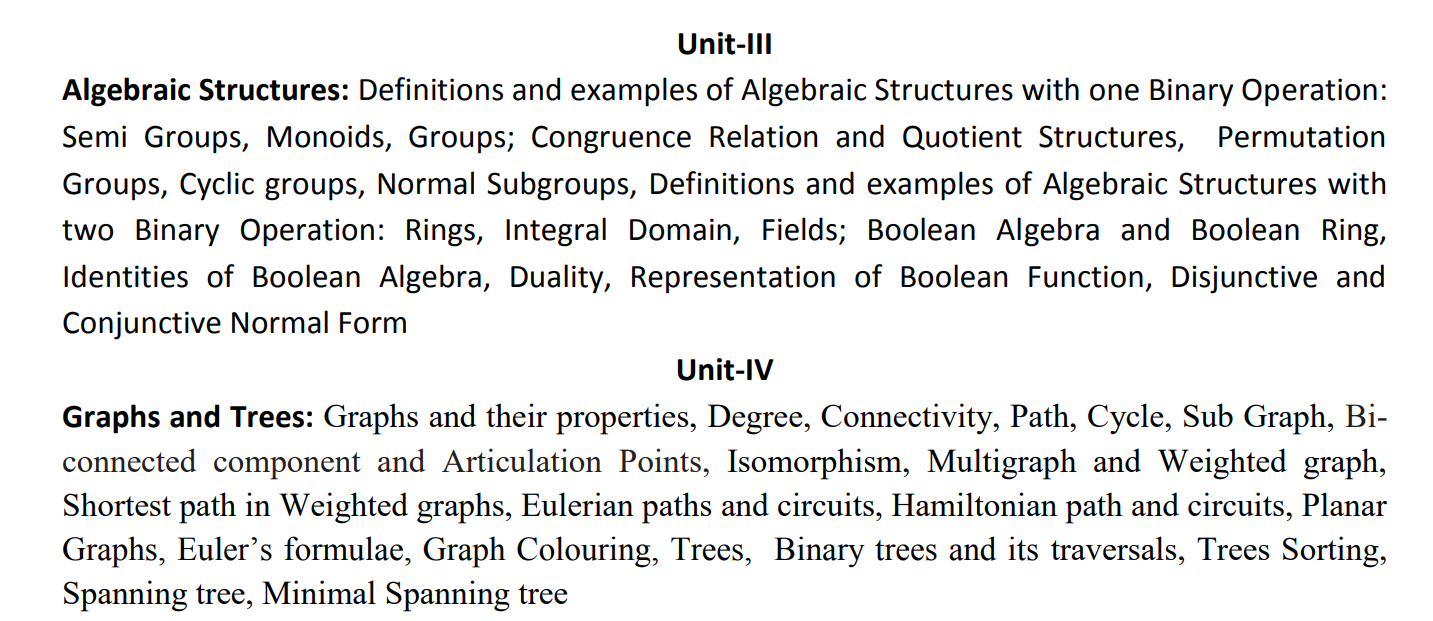 Unit-III
Algebraic Structures: Definitions and examples of Algebraic Structures with one Binary Operation:
Semi Groups, Monoids, Groups; Congruence Relation and Quotient Structures, Permutation
Groups, Cyclic groups, Normal Subgroups, Definitions and examples of Algebraic Structures with
two Binary Operation: Rings, Integral Domain, Fields; Boolean Algebra and Boolean Ring,
Identities of Boolean Algebra, Duality, Representation of Boolean Function, Disjunctive and
Conjunctive Normal Form
Unit-IV
Graphs and Trees: Graphs and their properties, Degree, Connectivity, Path, Cycle, Sub Graph, Bi-
connected component and Articulation Points, Isomorphism, Multigraph and Weighted graph,
Shortest path in Weighted graphs, Eulerian paths and circuits, Hamiltonian path and circuits, Planar
Graphs, Euler’s formulae, Graph Colouring, Trees, Binary trees and its traversals, Trees Sorting,
Spanning tree, Minimal Spanning tree